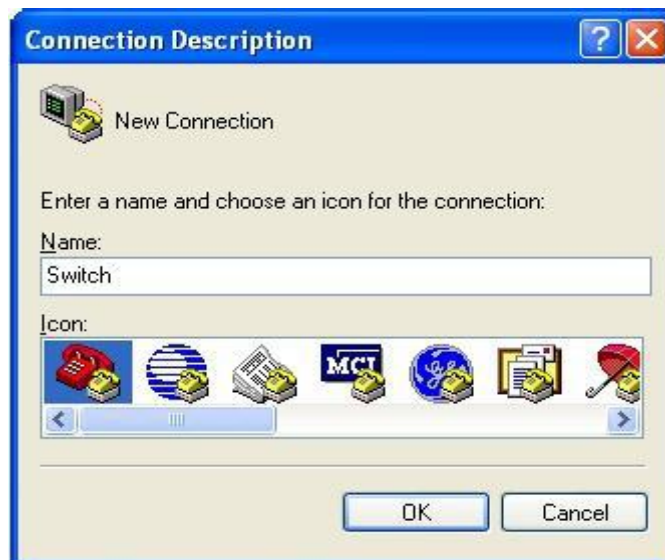 Connection Description
New Connection
Enter a name and choose an icon for the connection:
Name:
Switch
Icon:
MCI
OK
Cancel